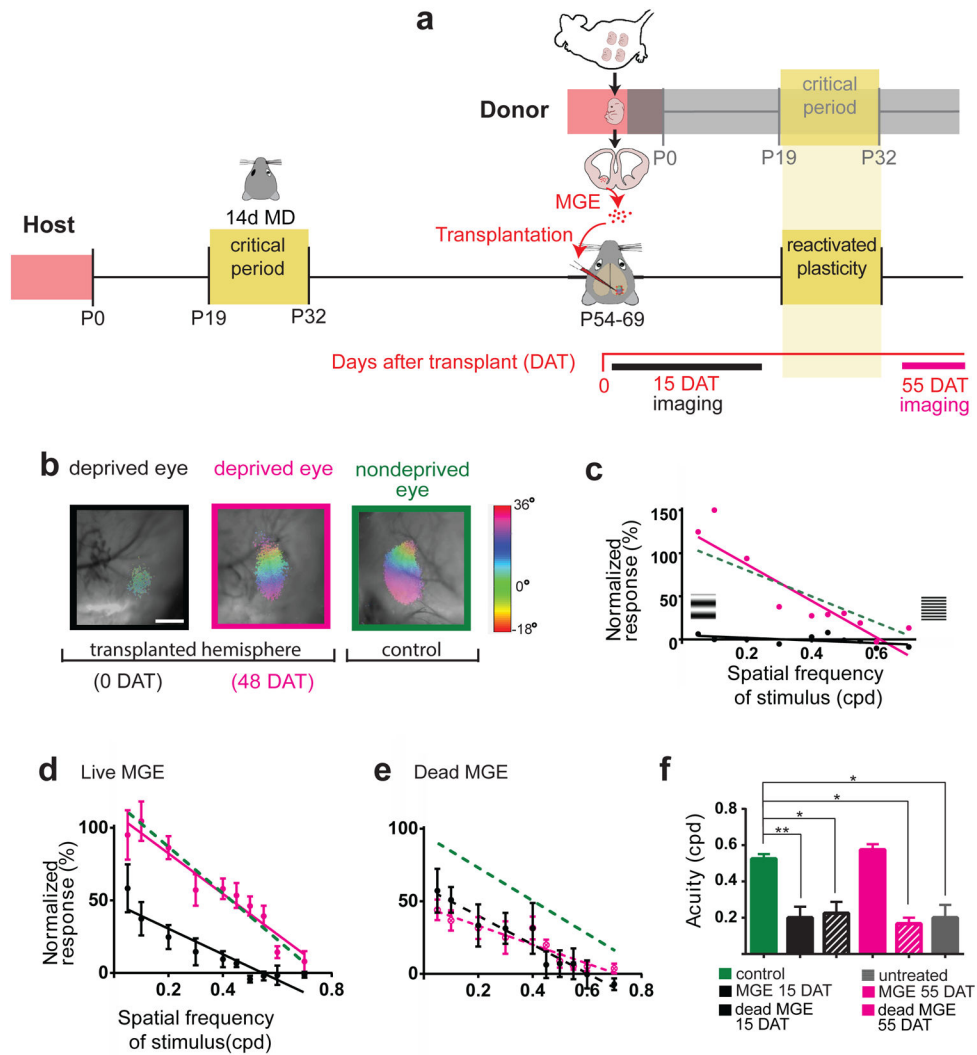 a
Donor
critical
period
P0
P19
P32
MGE
Transplantation
14d MD
Host
critical
period
reactivated
plasticity
P0
P19
P32
P54-69
Days after transplant (DAT)
0
15 DAT
imaging
55 DAT
imaging
b
deprived eye
deprived eye
nondeprived
eye
36°
0°
-18°
transplanted hemisphere
control
(0 DAT)
(48 DAT)
c
150
100
50
0
Normalized
response (%)
0.2
0.4
0.6
Spatial frequency
of stimulus (cpd)
d
Live MGE
100
50
0
Normalized
response (%)
0.2
0.4
0.6
0.8
Spatial frequency
of stimulus(cpd)
e
Dead MGE
100
50
0
0.2
0.4
0.6
0.8
f
*
*
*
**
0.8
0.6
0.4
0.2
Acuity (cpd)
control
MGE 15 DAT
dead MGE
15 DAT
untreated
MGE 55 DAT
dead MGE
55 DAT